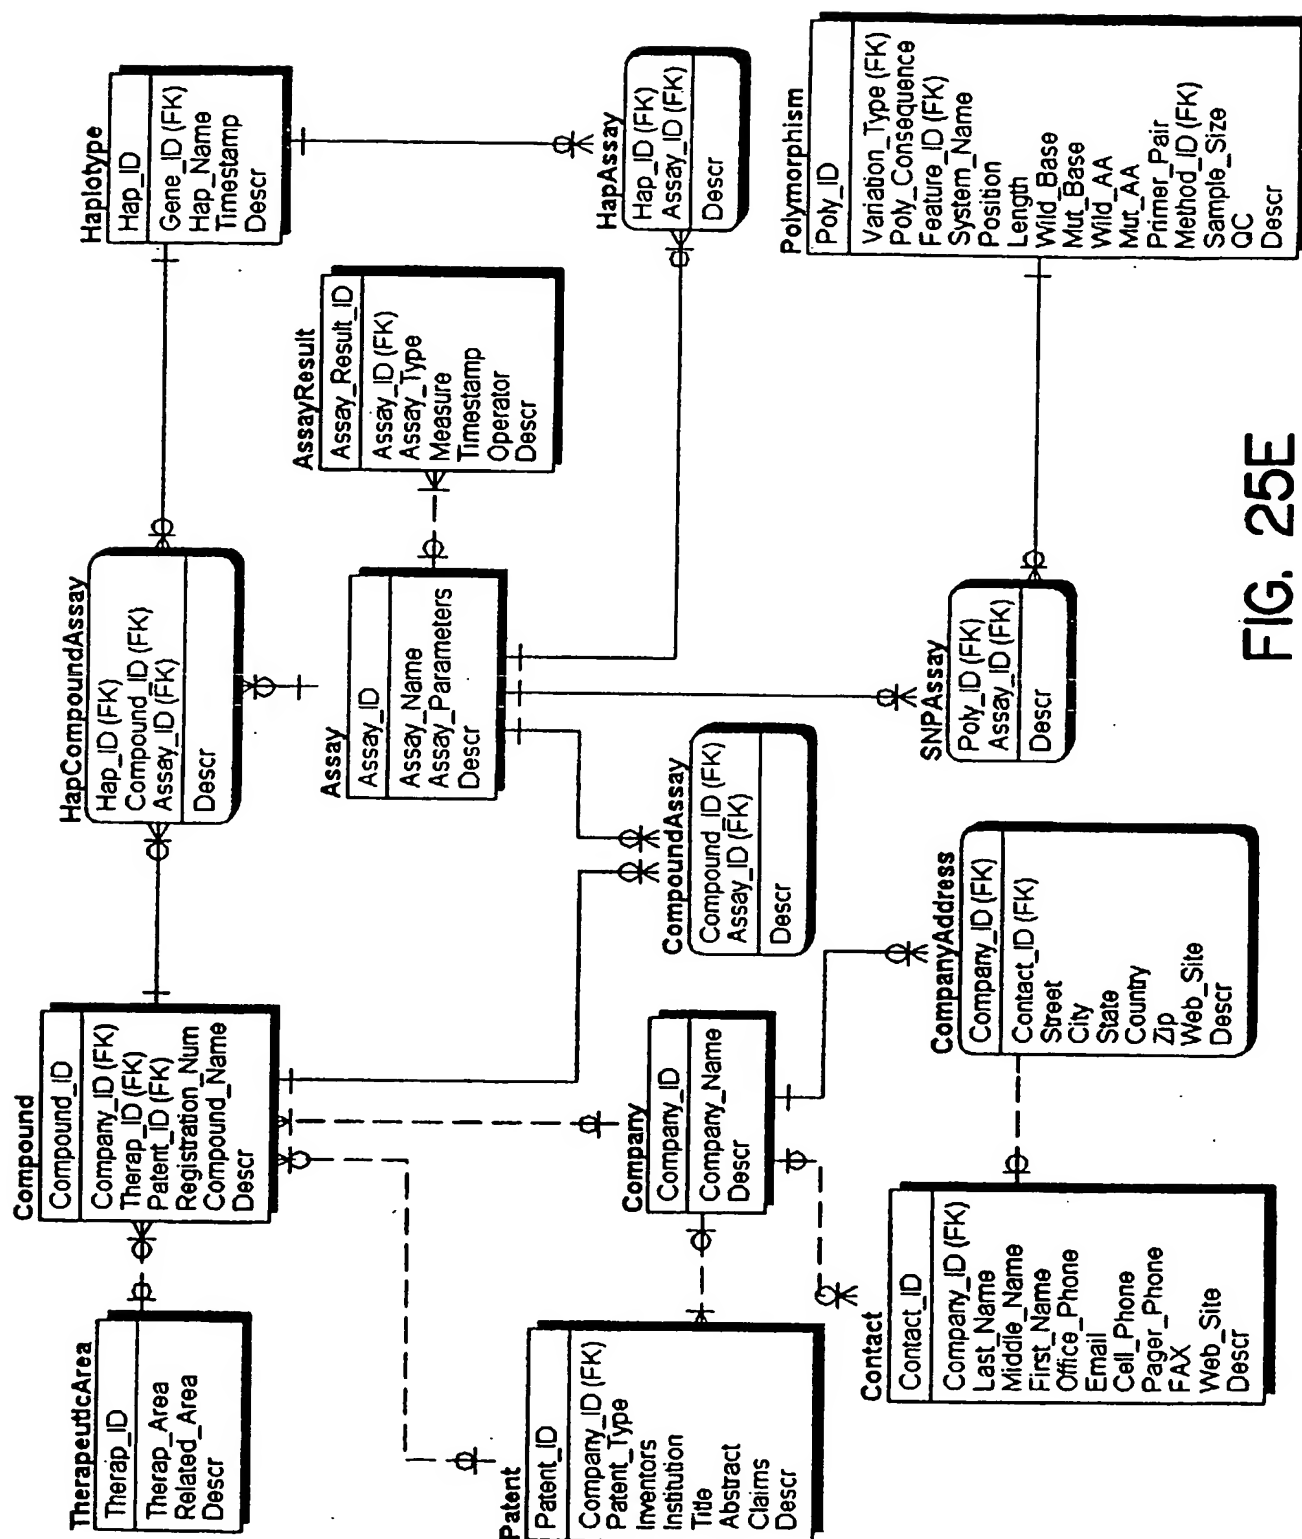 TherapeuticArea
Therap_ID
Therap_Area
Related_Area
Descr
Compound
Compound_ID
Company_ID (FK)
Therap_ID (FK)
Patent_ID (FK)
Registration_Num
Compound_Name
Descr
HapCompoundAssay
Hap_ID (FK)
Compound_ID (FK)
Assay_ID (FK)
Descr
Haplotype
Hap_ID
Gene_ID (FK)
Hap_Name
Timestamp
Descr
Assay
Assay_ID
Assay_Name
Assay_Parameters
Descr
AssayResult
Assay_Result_ID
Assay_ID (FK)
Assay_Type
Measure
Timestamp
Operator
Descr
HapAssay
Hap_ID (FK)
Assay_ID (FK)
Descr
Patent
Patent_ID
Company_ID (FK)
Patent_Type
Inventors
Institution
Title
Abstract
Claims
Descr
Company
Company_ID
Company_Name
Descr
CompoundAssay
Compound_ID (FK)
Assay_ID (FK)
Descr
Contact
Contact_ID
Company_ID (FK)
Last_Name
Middle_Name
First_Name
Office_Phone
Email
Cell_Phone
Pager_Phone
FAX
Web_Site
Descr
CompanyAddress
Company_ID (FK)
Contact_ID (FK)
Street
City
State
Country
Zip
Web_Site
Descr
SNPAssay
Poly_ID (FK)
Assay_ID (FK)
Descr
Polymorphism
Poly_ID
Variation_Type (FK)
Poly_Consequence
Feature_ID (FK)
System_Name
Position
Length
Wild_Base
Mut_Base
Wild_AA
Mut_AA
Primer_Pair
Method_ID (FK)
Sample_Size
QC
Descr
FIG. 25E